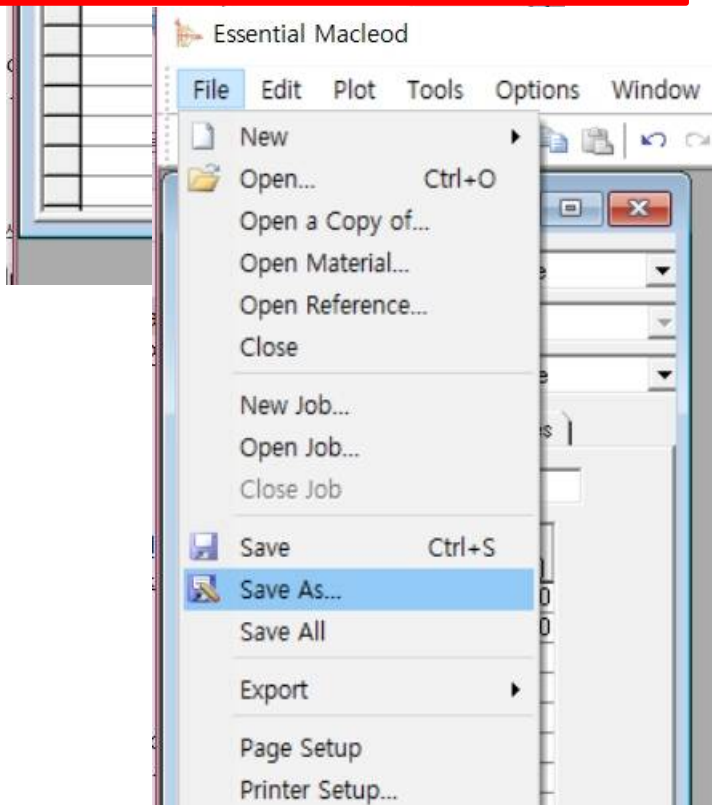 Essential Macleod
File Edit Plot Tools Options Window
New
Open... Ctrl+O
Open a Copy of...
Open Material...
Open Reference...
Close
New Job...
Open Job...
Close Job
Save Ctrl+S
Save As...
Save All
Export
Page Setup
Printer Setup...